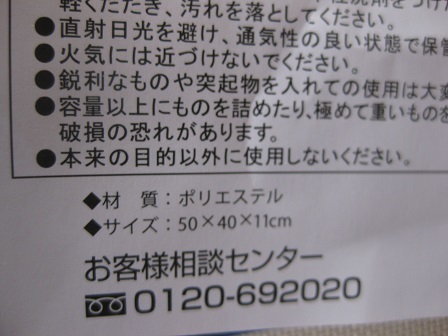 軽くたたき、汚れを落としてください。
●直射日光を避け、通気性の良い状態で保管
●火気には近づけないでください。
●鋭利なものや突起物を入れての使用は大変
●容量以上にものを詰めたり、極めて重いものを
破損の恐れがあります。
●本来の目的以外に使用しないください。
◆材 質：ポリエステル
◆サイズ：50×40×11cm
お客様相談センター
0120-692020